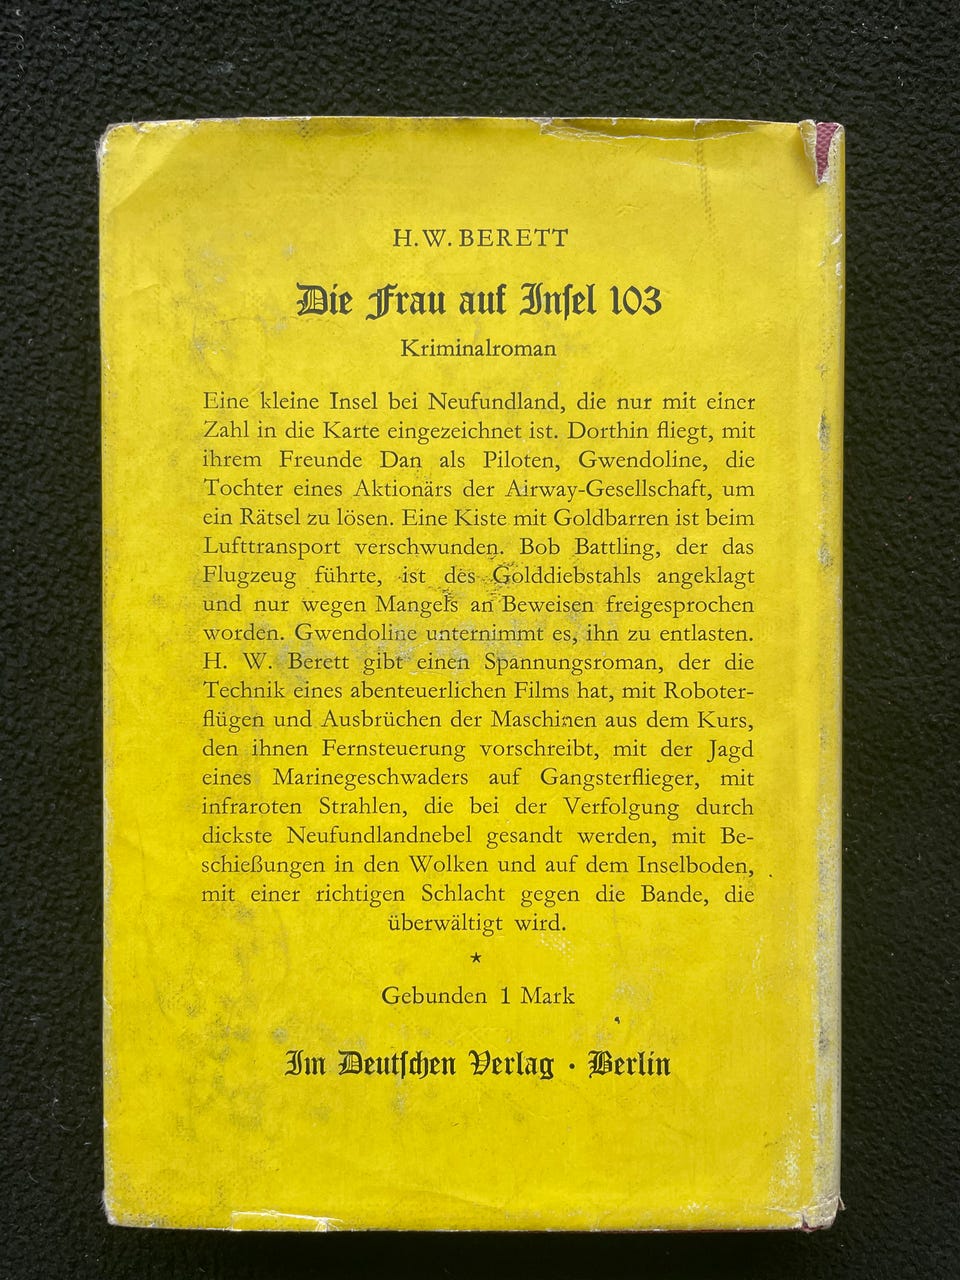 H. W. BERETT
Die Frau auf Inſel 103
Kriminalroman
Eine kleine Insel bei Neufundland, die nur mit einer
Zahl in die Karte eingezeichnet ist. Dorthin fliegt, mit
ihrem Freunde Dan als Piloten, Gwendoline, die
Tochter eines Aktionärs der Airway-Gesellschaft, um
ein Rätsel zu lösen. Eine Kiste mit Goldbarren ist beim
Lufttransport verschwunden. Bob Battling, der das
Flugzeug führte, ist des Golddiebstahls angeklagt
und nur wegen Mangels an Beweisen freigesprochen
worden. Gwendoline unternimmt es, ihn zu entlasten.
H. W. Berett gibt einen Spannungsroman, der die
Technik eines abenteuerlichen Films hat, mit Roboter-
flügen und Ausbrüchen der Maschinen aus dem Kurs,
den ihnen Fernsteuerung vorschreibt, mit der Jagd
eines Marinegeschwaders auf Gangsterflieger, mit
infraroten Strahlen, die bei der Verfolgung durch
dickste Neufundlandnebel gesandt werden, mit Be-
schießungen in den Wolken und auf dem Inselboden,
mit einer richtigen Schlacht gegen die Bande, die
überwältigt wird.
*
Gebunden 1 Mark
Im Deutſchen Verlag · Berlin